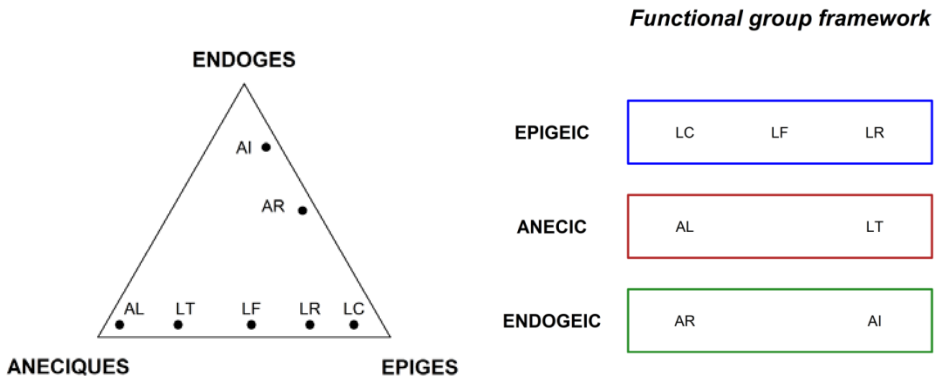 Functional group framework
ENDOGES
AI
AR
AL LT LF LR LC
ANECIQUES
EPIGES
EPIGEIC LC LF LR
ANECIC AL LT
ENDOGEIC AR AI